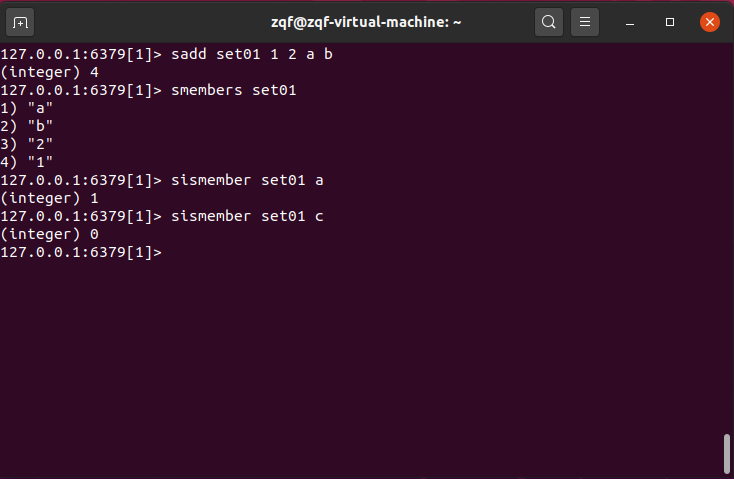 zqf@zqf-virtual-machine: ~
127.0.0.1:6379[1]> sadd set01 1 2 a b
(integer) 4
127.0.0.1:6379[1]> smembers set01
1) "a"
2) "b"
3) "2"
4) "1"
127.0.0.1:6379[1]> sismember set01 a
(integer) 1
127.0.0.1:6379[1]> sismember set01 c
(integer) 0
127.0.0.1:6379[1]>